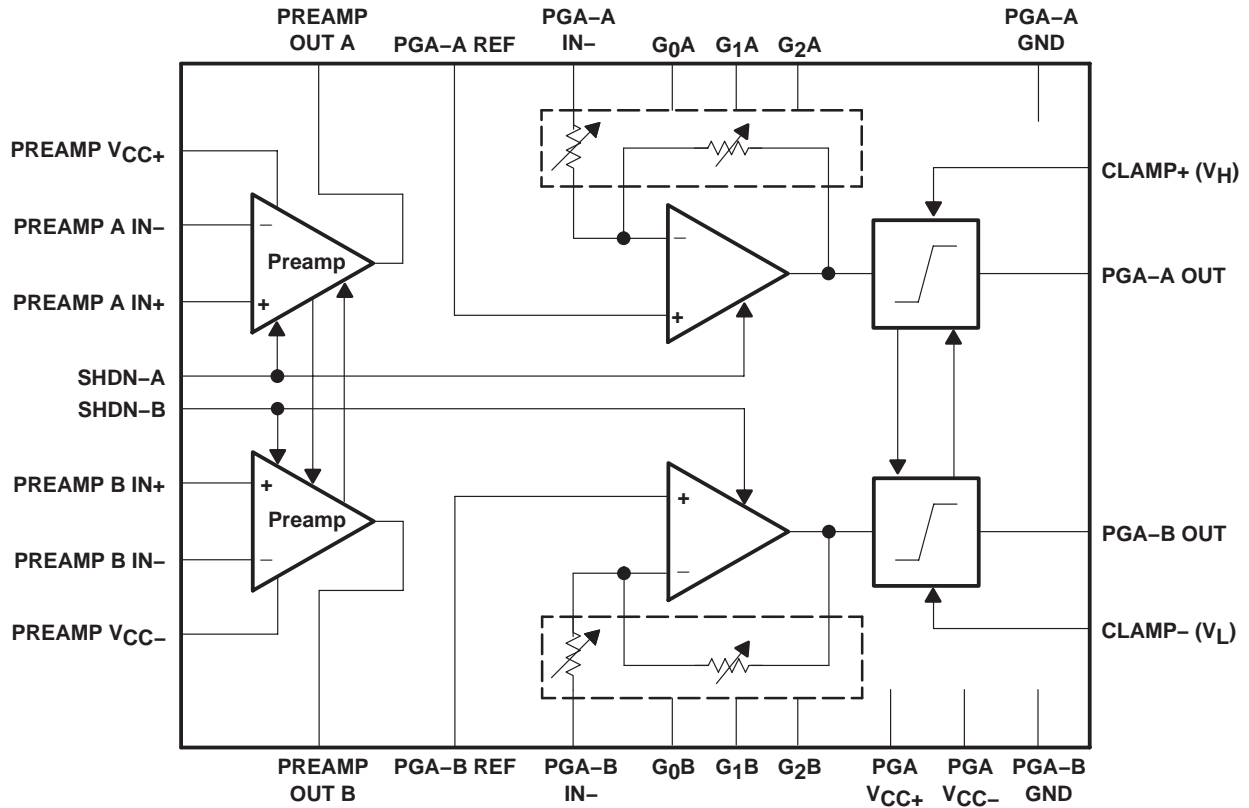 PREAMP
OUT A
PGA–A REF
PGA–A
IN–
G0A
G1A
G2A
PGA–A
GND
PREAMP VCC+
PREAMP A IN–
PREAMP A IN+
SHDN–A
SHDN–B
PREAMP B IN+
PREAMP B IN–
PREAMP VCC–
–
Preamp
+
+
Preamp
–
–
+
+
–
CLAMP+ (VH)
PGA–A OUT
PGA–B OUT
CLAMP– (VL)
PREAMP
OUT B
PGA–B REF
PGA–B
IN–
G0B
G1B
G2B
PGA
VCC+
PGA
VCC–
PGA–B
GND